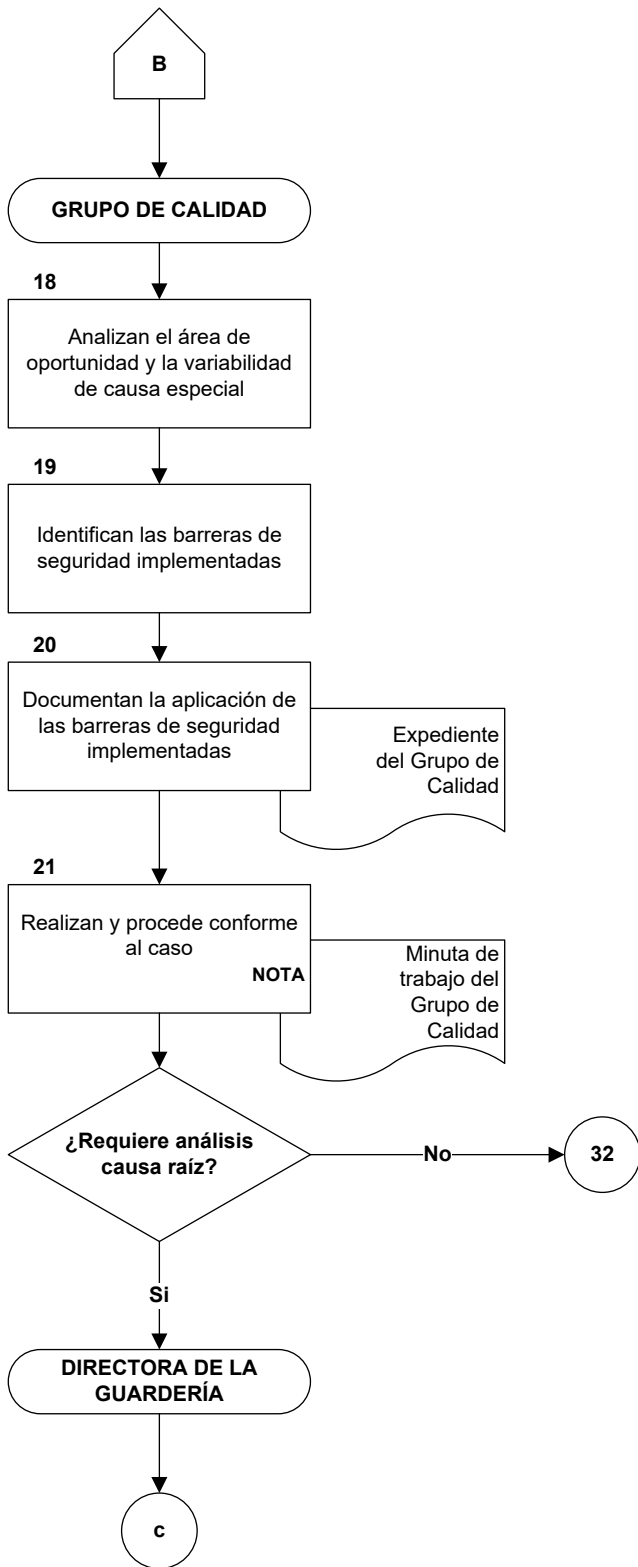 B
GRUPO DE CALIDAD
18
Analizan el área de
oportunidad y la variabilidad
de causa especial
19
Identifican las barreras de
seguridad implementadas
20
Documentan la aplicación de
las barreras de seguridad
implementadas
Expediente
del Grupo de
Calidad
21
Realizan y procede conforme
al caso
NOTA
Minuta de
trabajo del
Grupo de
Calidad
¿Requiere análisis
causa raíz?
No
32
Si
DIRECTORA DE LA
GUARDERÍA
c